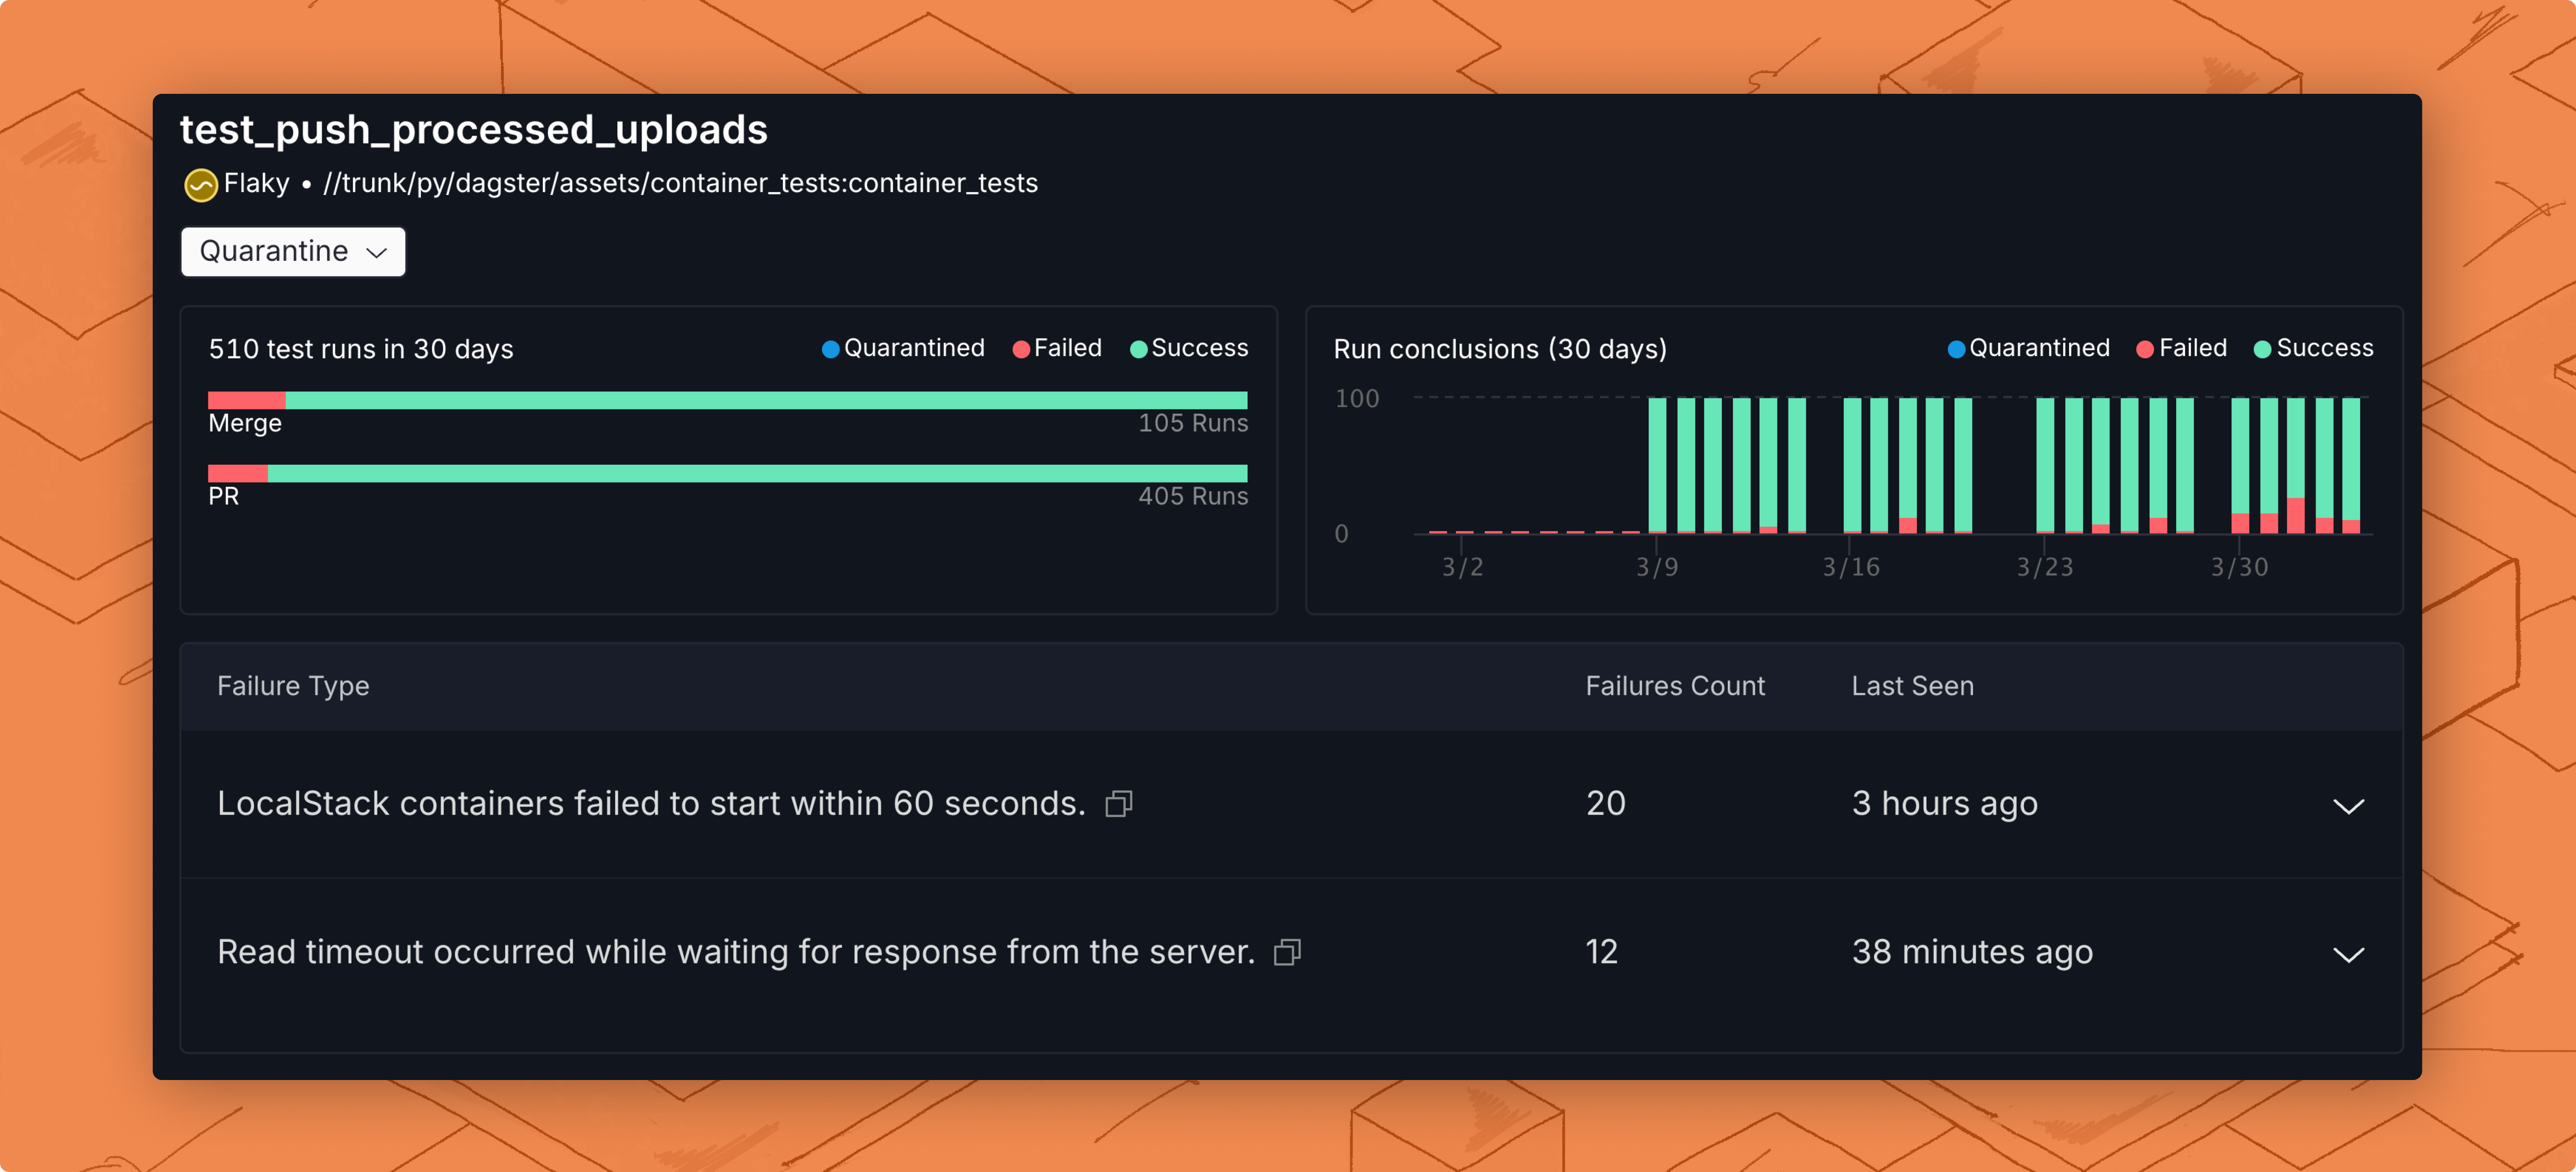 test_push_processed_uploads
Flaky • //trunk/py/dagster/assets/container_tests:container_tests
Quarantine
510 test runs in 30 days
Quarantined Failed Success
Merge 105 Runs
PR 405 Runs
Run conclusions (30 days)
Quarantined Failed Success
100
0
3/2 3/9 3/16 3/23 3/30
Failure Type Failures Count Last Seen
LocalStack containers failed to start within 60 seconds. 20 3 hours ago
Read timeout occurred while waiting for response from the server. 12 38 minutes ago